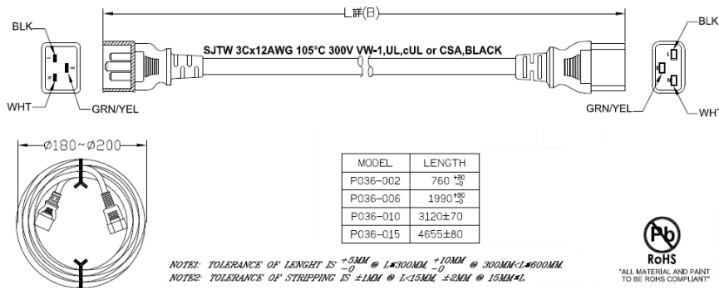 L#(B)
BLK
SJTW 3Cx12AWG 105°C 300V VW-1,UL,cUL or CSA,BLACK
BLK
WHT
GRN/YEL
GRN/YEL
WHT
Ø180~Ø200
MODEL LENGTH
P036-002 760 +80 -0
P036-006 1990
P036-010 3120±70
P036-015 4655±80
NOTE1: TOLERANCE OF LENGHT IS +5MM -0 @ L≤300MM, +10MM -0 @ 300MM<L≤600MM.
NOTE2: TOLERANCE OF STRIPPING IS ±1MM @ L<15MM, ±2MM @ 15MM≤L
Pb
RoHS
"ALL MATERIAL AND PAINT
TO BE ROHS COMPLIANT"